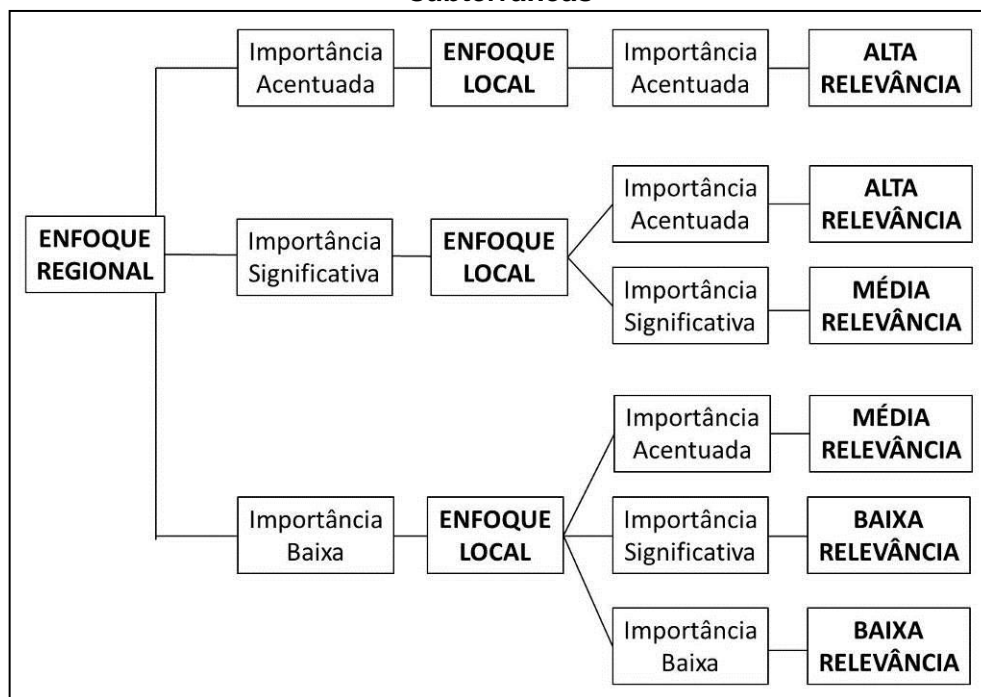 Importância
Acentuada
ENFOQUE
LOCAL
Importância
Acentuada
ALTA
RELEVÂNCIA
ENFOQUE
REGIONAL
Importância
Significativa
ENFOQUE
LOCAL
Importância
Acentuada
ALTA
RELEVÂNCIA
Importância
Significativa
MÉDIA
RELEVÂNCIA
Importância
Baixa
ENFOQUE
LOCAL
Importância
Acentuada
MÉDIA
RELEVÂNCIA
Importância
Significativa
BAIXA
RELEVÂNCIA
Importância
Baixa
BAIXA
RELEVÂNCIA